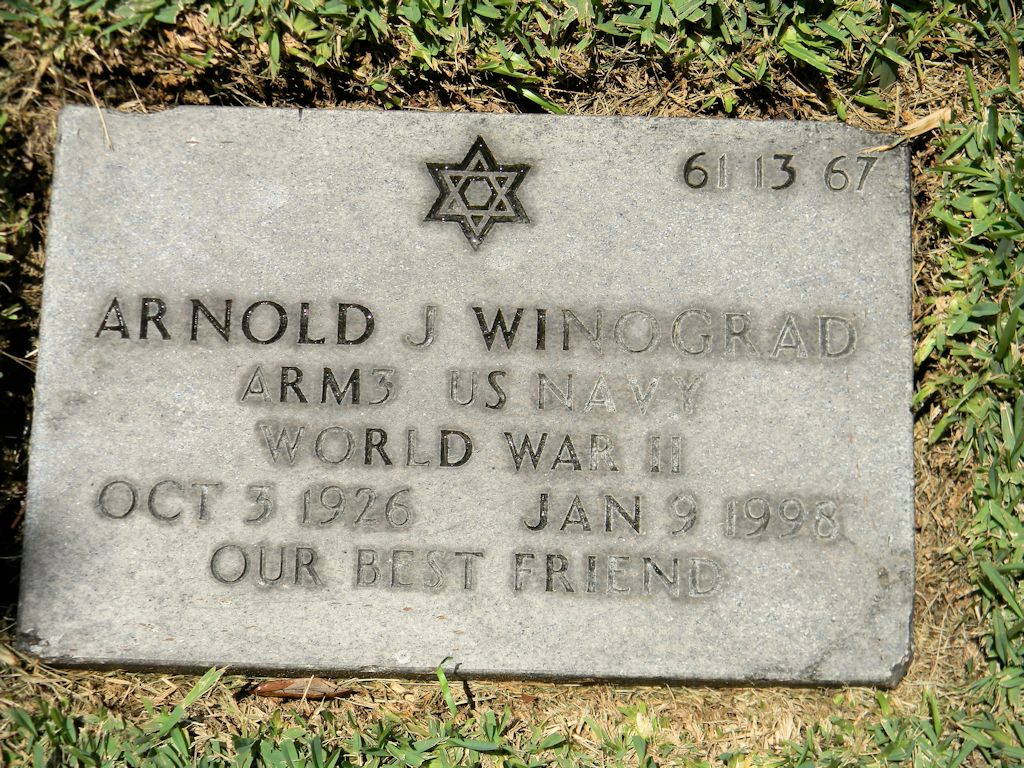 61 13 67
ARNOLD J WINOGRAD
ARM3 US NAVY
WORLD WAR II
OCT 3 1926 JAN 9 1998
OUR BEST FRIEND